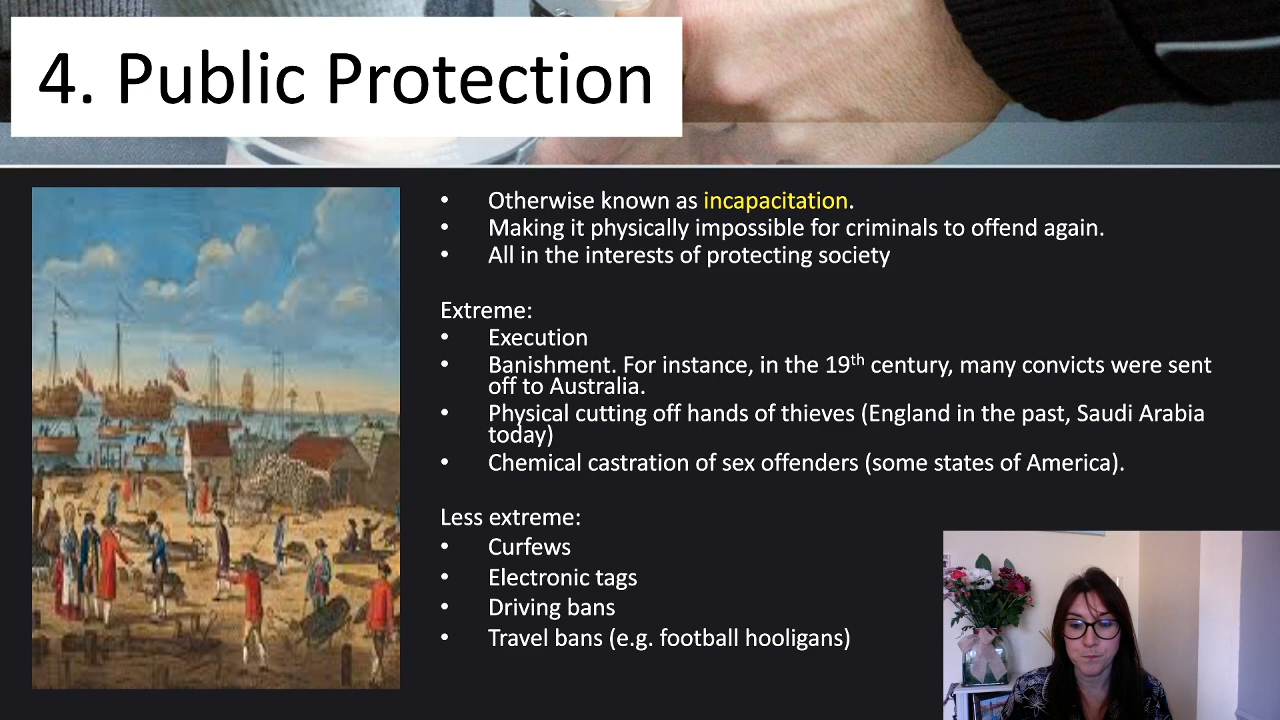 4. Public Protection
• Otherwise known as incapacitation.
• Making it physically impossible for criminals to offend again.
• All in the interests of protecting society
Extreme:
• Execution
• Banishment. For instance, in the 19th century, many convicts were sent
off to Australia.
• Physical cutting off hands of thieves (England in the past, Saudi Arabia
today)
• Chemical castration of sex offenders (some states of America).
Less extreme:
• Curfews
• Electronic tags
• Driving bans
• Travel bans (e.g. football hooligans)